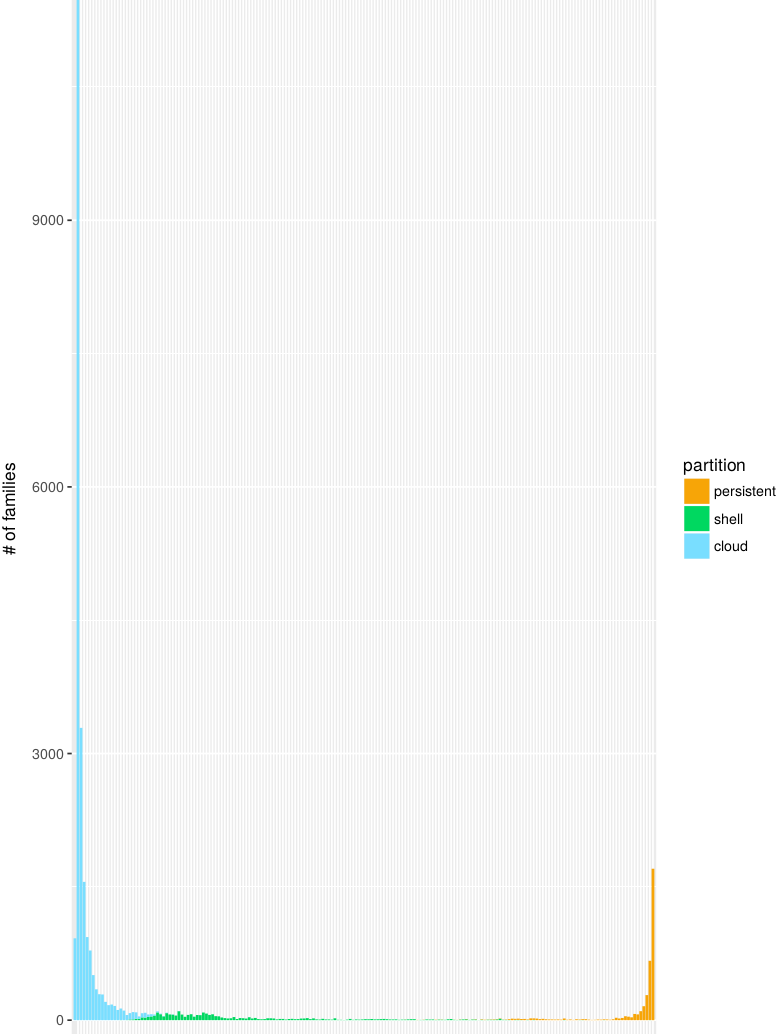 9000
6000
3000
0
# of families
partition
persistent
shell
cloud